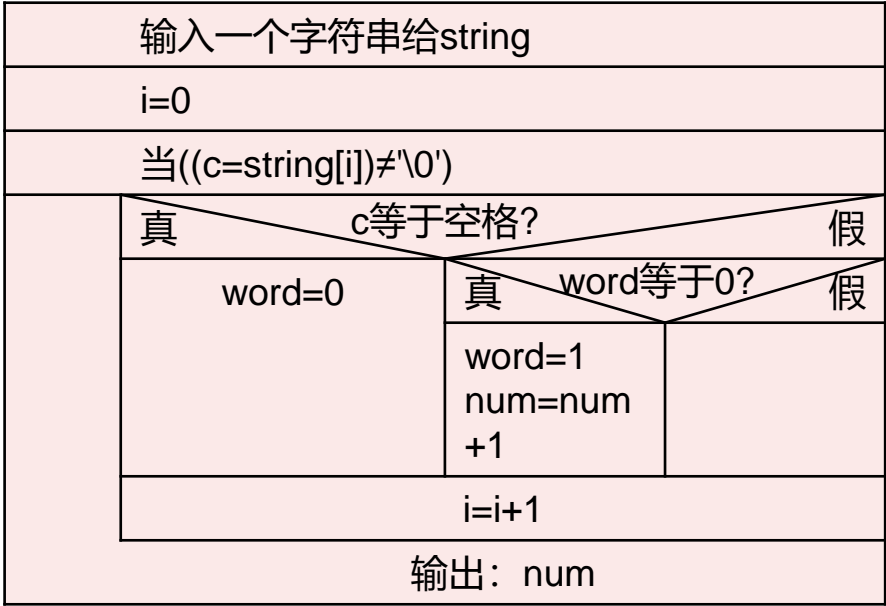 输入一个字符串给string
i=0
当((c=string[i])≠'\0')
真
c等于空格?
假
word=0
真
word等于0?
假
word=1
num=num
+1
i=i+1
输出：num